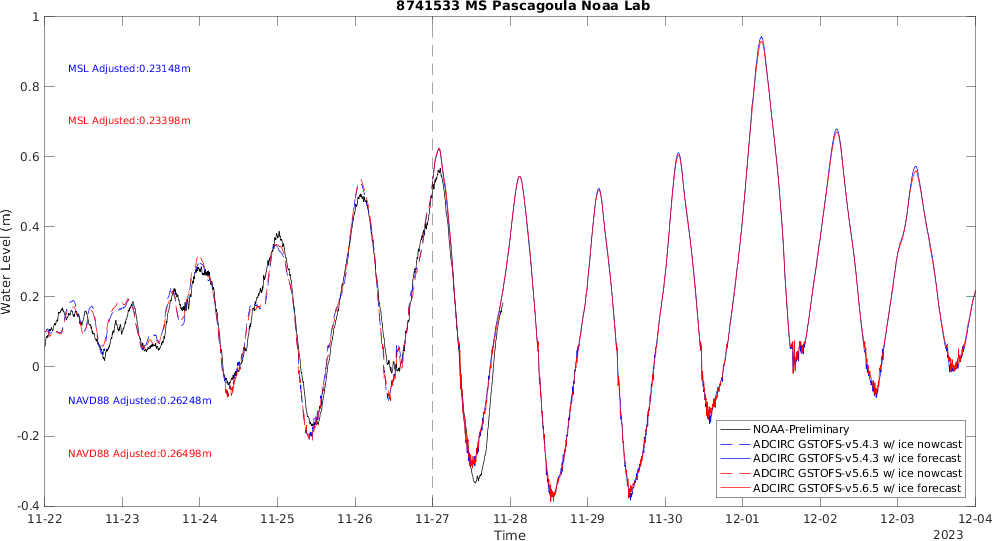 8741533 MS Pascagoula Noaa Lab
1
0.8
0.6
0.4
0.2
0
-0.2
-0.4
Water Level (m)
MSL Adjusted:0.23148m
MSL Adjusted:0.23398m
NAVD88 Adjusted:0.26248m
NAVD88 Adjusted:0.26498m
NOAA-Preliminary
ADCIRC GSTOFS-v5.4.3 w/ ice nowcast
ADCIRC GSTOFS-v5.4.3 w/ ice forecast
ADCIRC GSTOFS-v5.6.5 w/ ice nowcast
ADCIRC GSTOFS-v5.6.5 w/ ice forecast
11-22 11-23 11-24 11-25 11-26 11-27 11-28 11-29 11-30 12-01 12-02 12-03 12-04
Time
2023